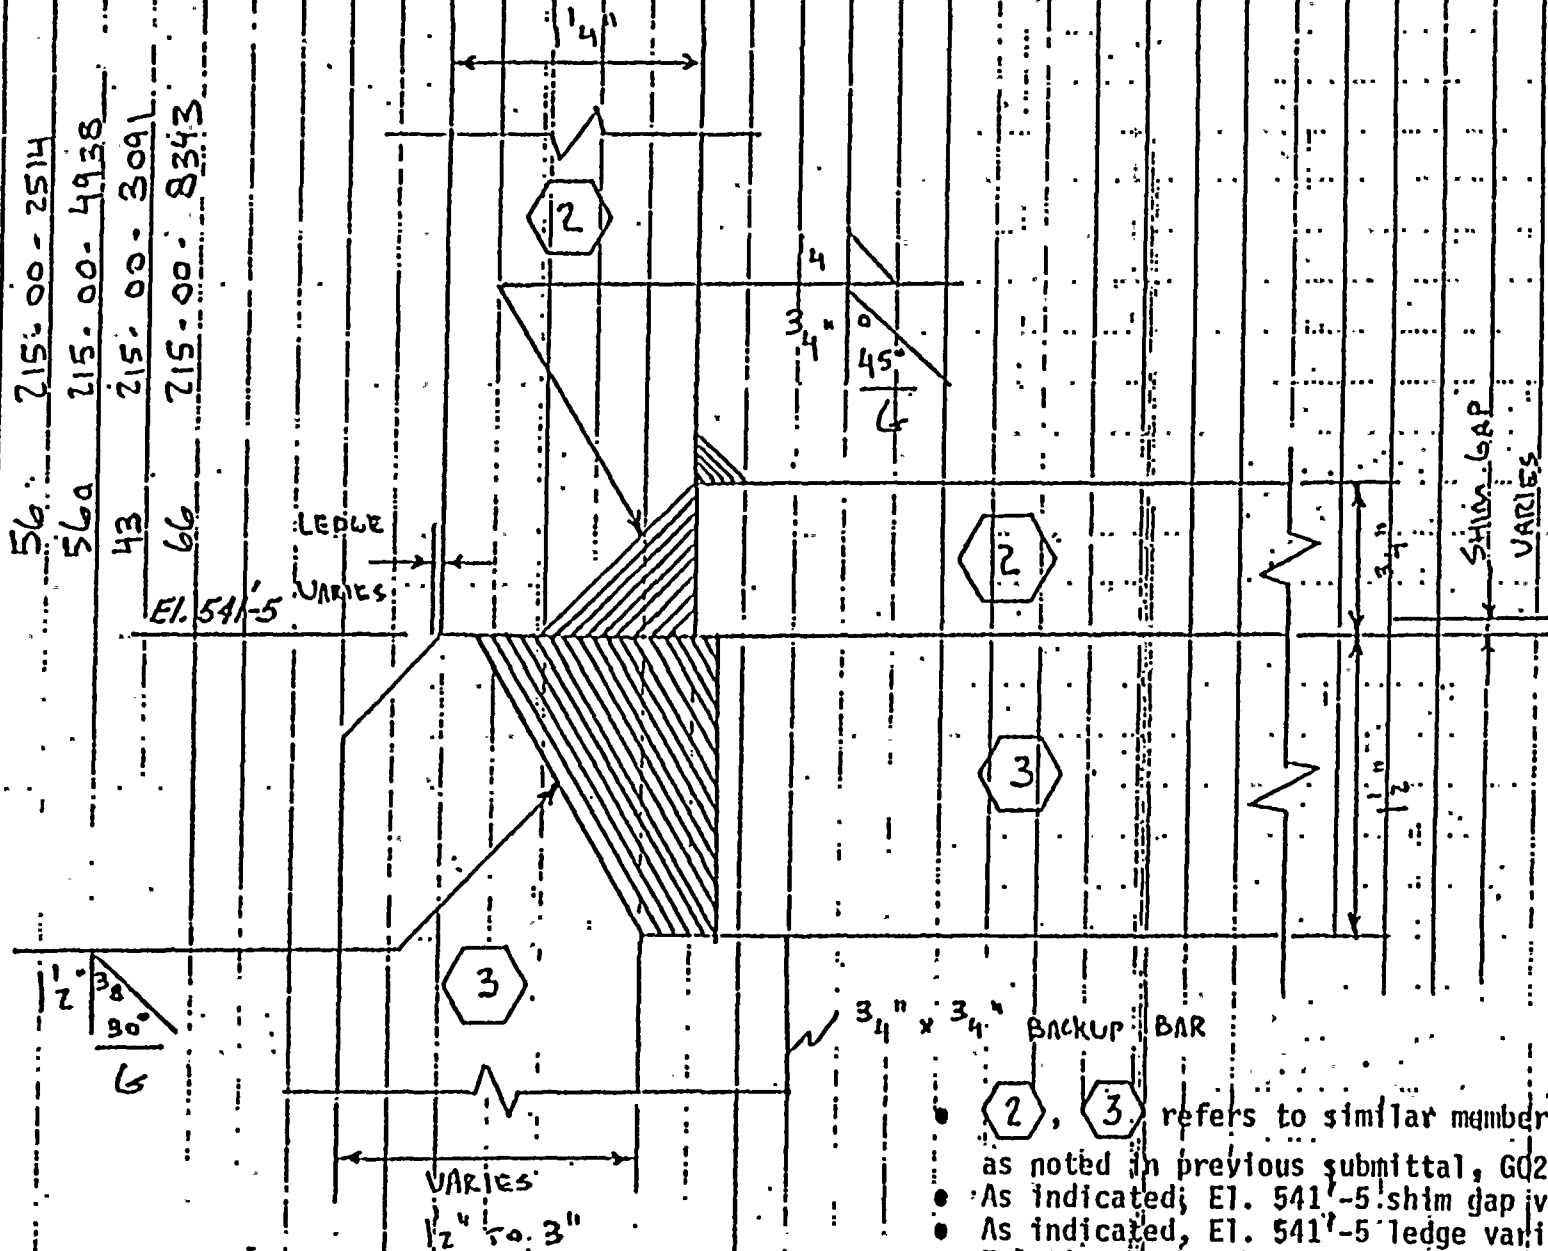 56. 215.00-2514
56a 215.00-4938
43 215.00-3091
66 215-00-8343
1 1/4"
2
4
3/4"
0
45°
G
LEDGE
VARIES
El. 541'-5
2
3/4"
SHIM GAP
VARIES
3
1 1/2"
1/2"
3/8
30°
G
3
3/4" x 3/4" BACKUP BAR
VARIES
1/2" TO 3"
• 2, 3 refers to similar member
as noted in previous submittal, GO2
• As indicated, El. 541'-5 shim gap v
• As indicated, El. 541'-5 ledge vari